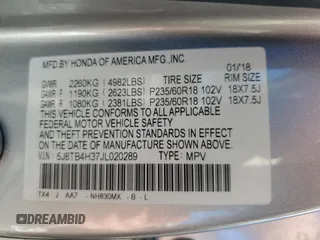 MFD.BY HONDA OF AMERICA MFG.,INC. 01/18
GVWR 2260KG (4982LBS) TIRE SIZE RIM SIZE
GAWR F 1190KG (2623LBS) P235/60R18 102V 18X7.5J
GAWR R 1080KG (2381LBS) P235/60R18 102V 18X7.5J
THIS VEHICLE CONFORMS TO ALL APPLICABLE
FEDERAL MOTOR VEHICLE SAFETY STANDARDS
IN EFFECT ON THE DATE OF
MANUFACTURE SHOWN ABOVE.
V.I.N: 5J8TB4H37JL020289 TYPE: MPV
TX4 J AA7 - NH830MX - B - L
DREAMBID